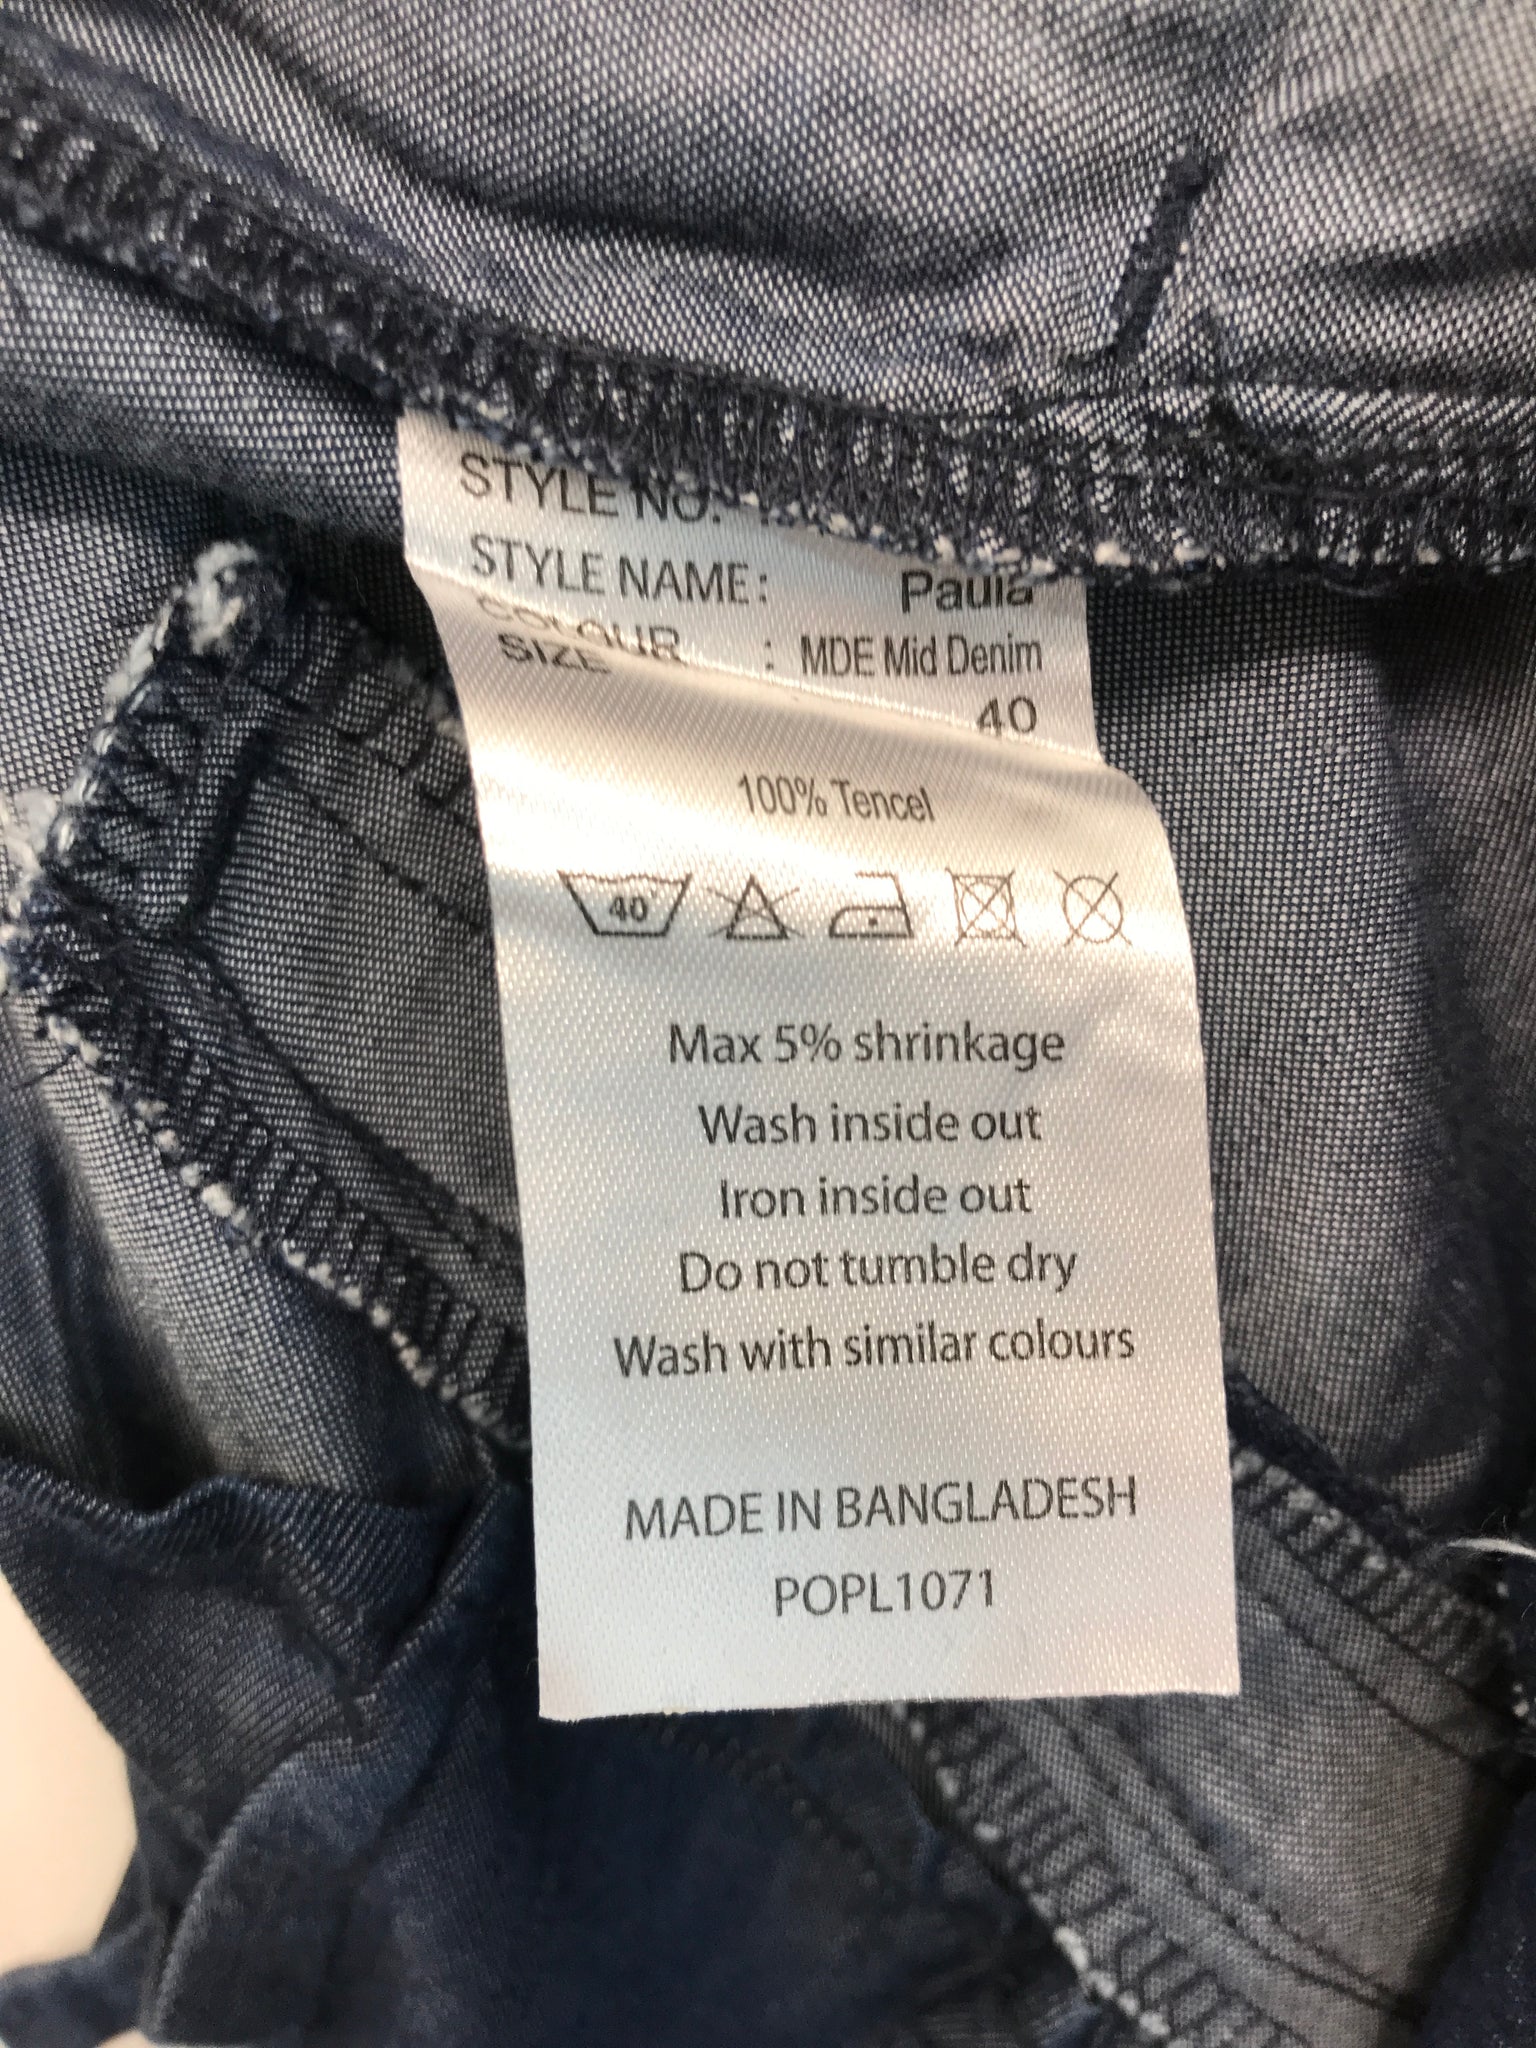 STYLE NO:
STYLE NAME: Paula
COLOUR : MDE Mid Denim
SIZE 40
100% Tencel
40
Max 5% shrinkage
Wash inside out
Iron inside out
Do not tumble dry
Wash with similar colours
MADE IN BANGLADESH
POPL1071